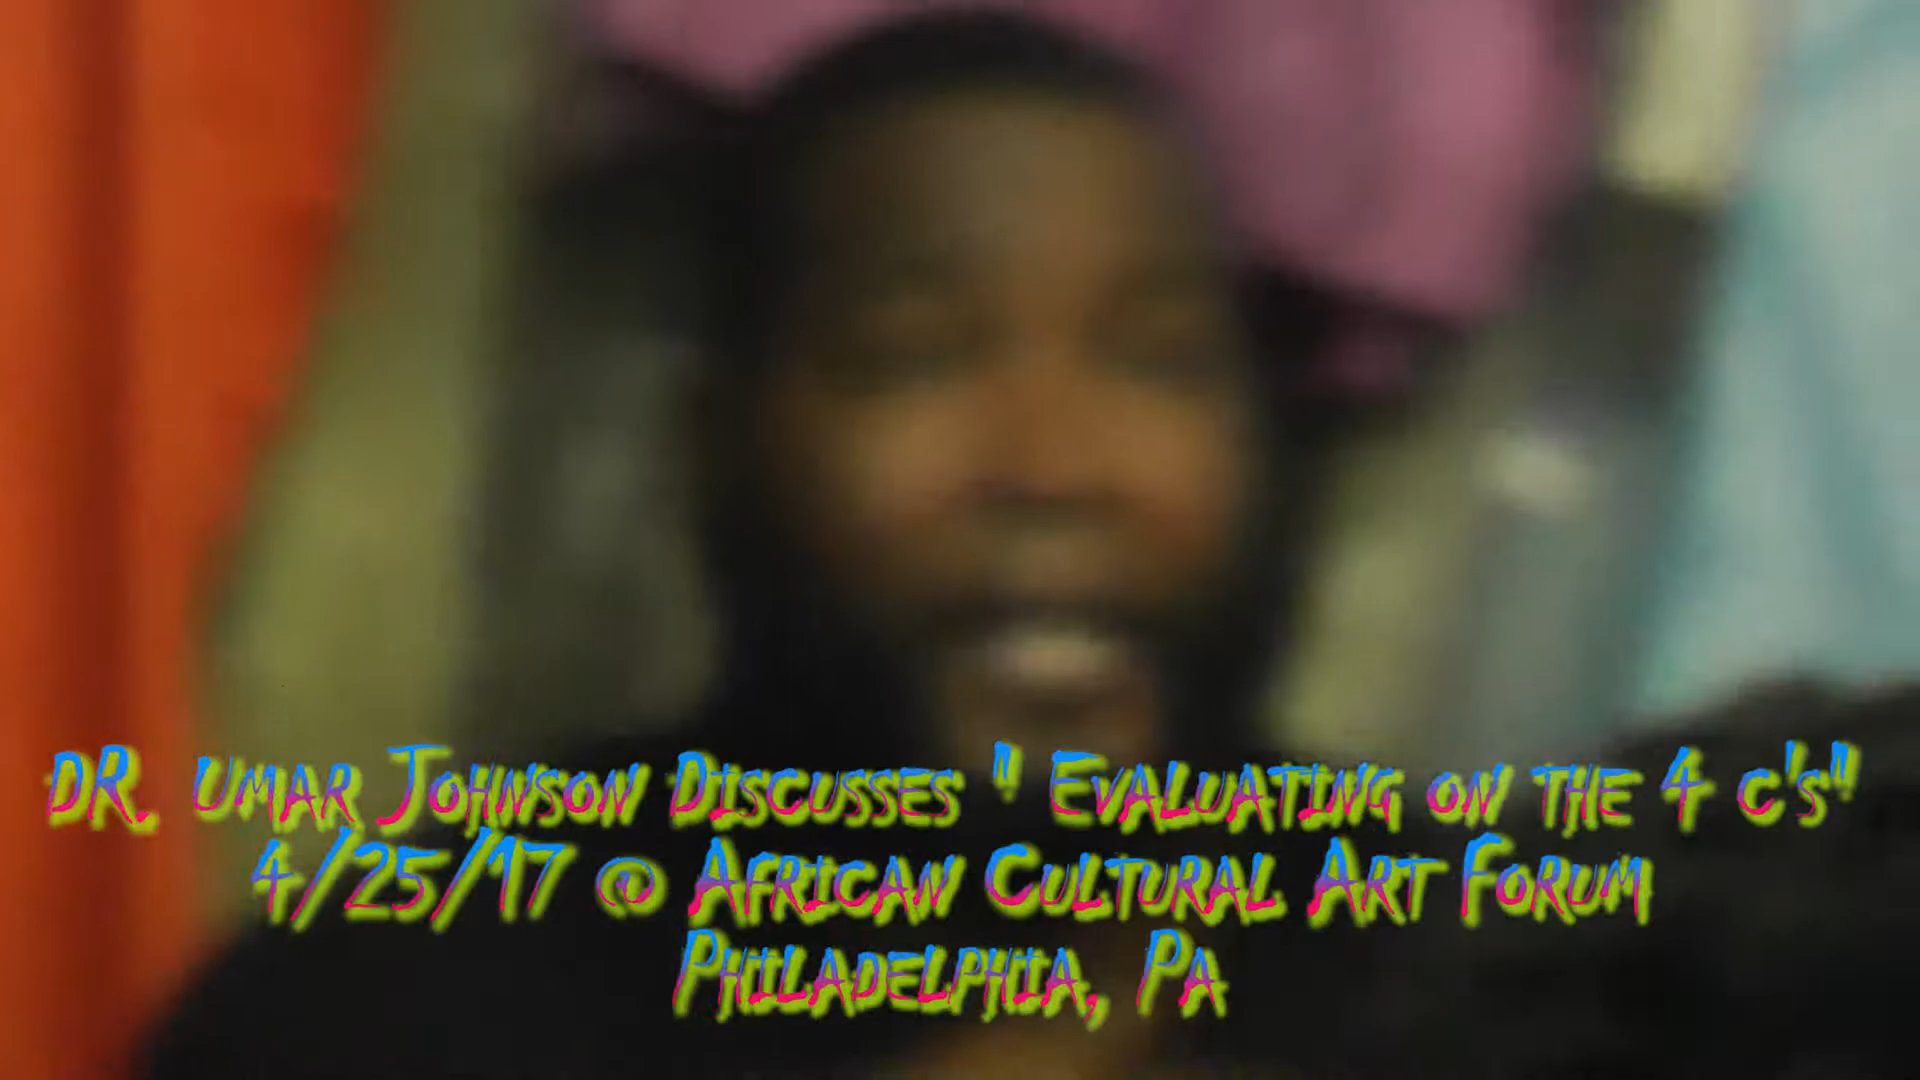 DR. UMAR JOHNSON DISCUSSES " EVALUATING ON THE 4 C'S"
4/25/17 @ AFRICAN CULTURAL ART FORUM
PHILADELPHIA, PA